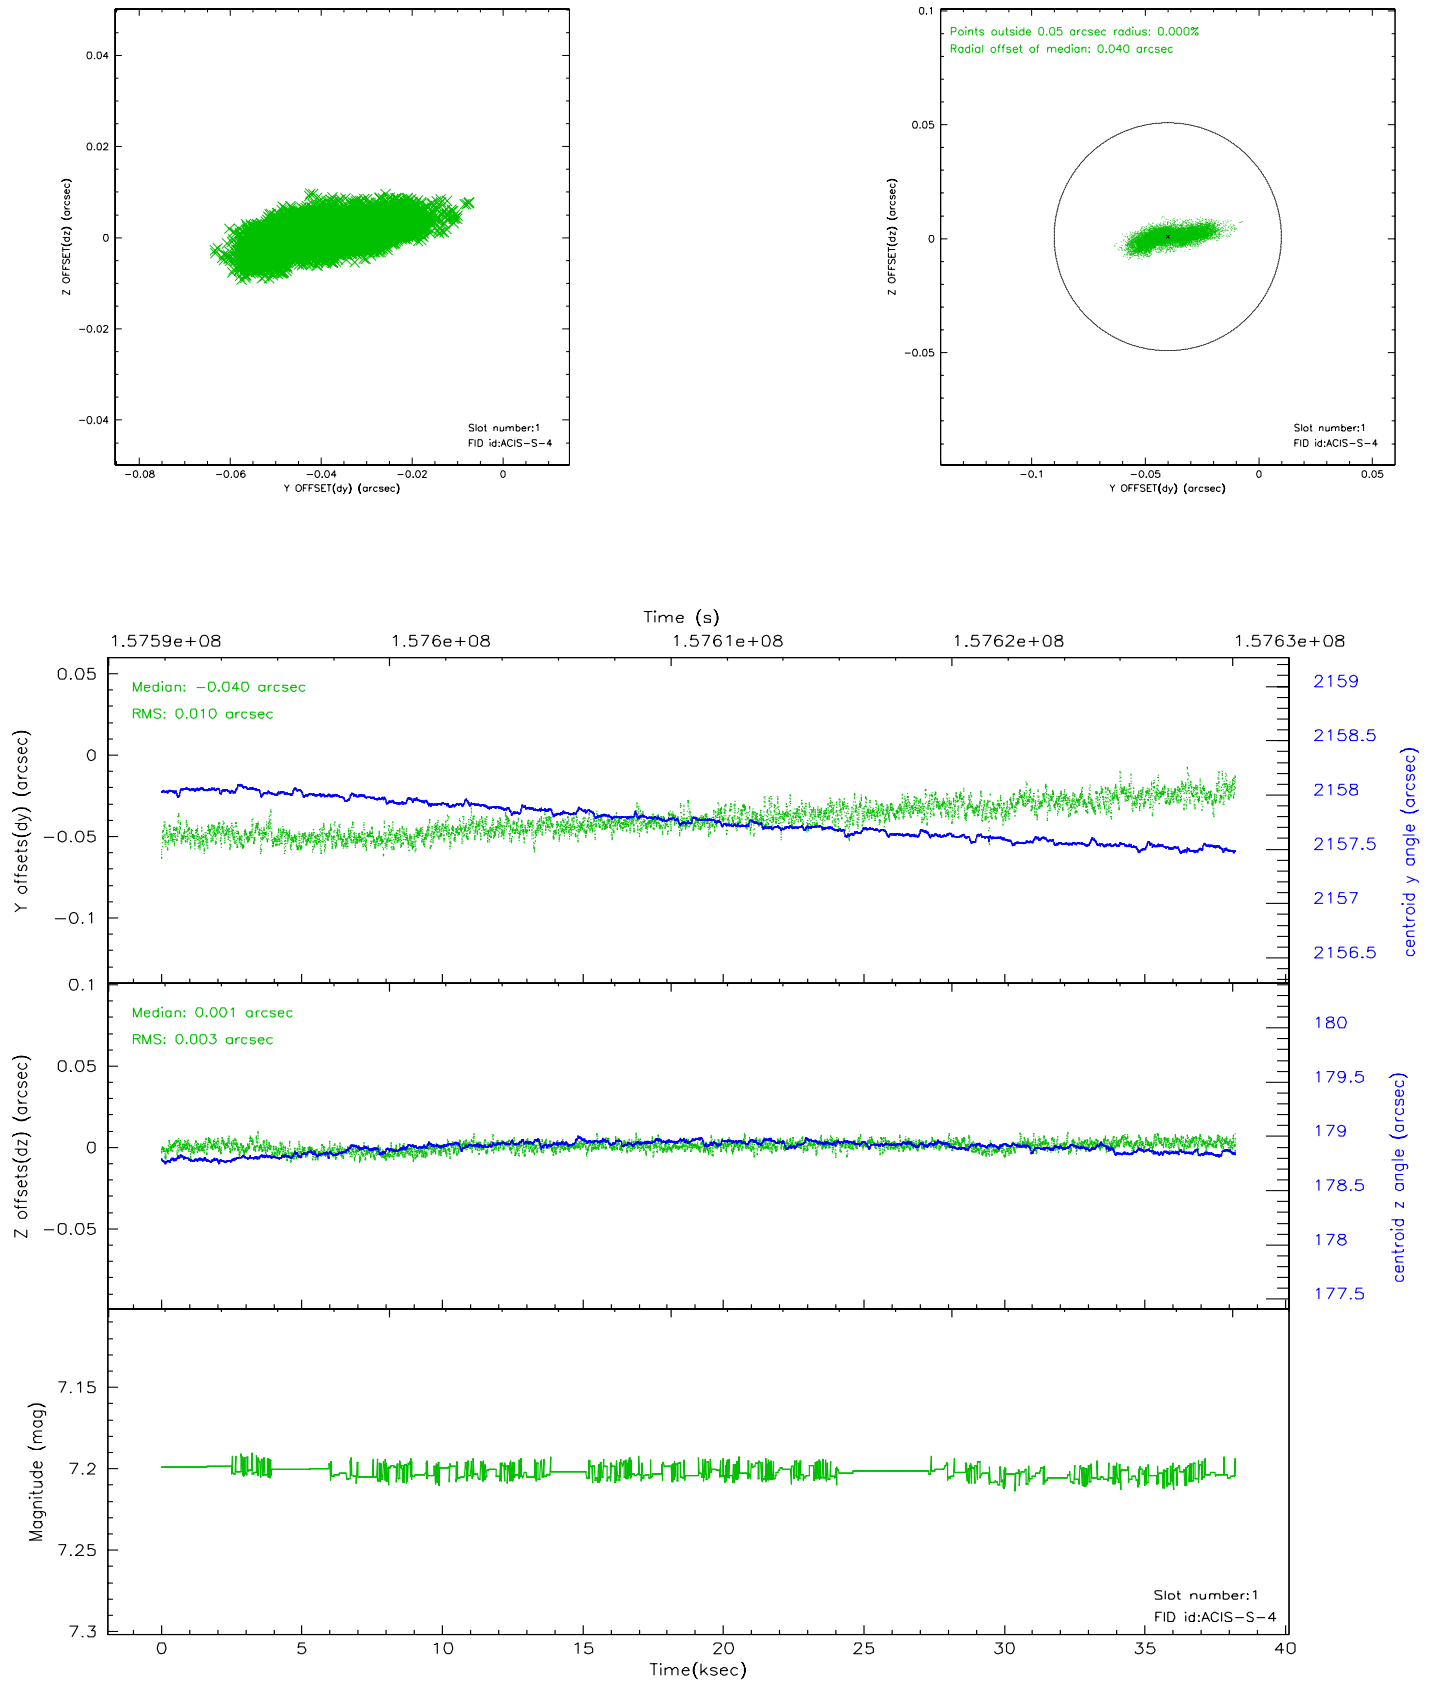 0.04
0.02
0
−0.02
−0.04
Z OFFSET(dz) (arcsec)
Slot number:1
FID id:ACIS−S−4
−0.08
−0.06
−0.04
−0.02
0
Y OFFSET(dy) (arcsec)
0.1
0.05
0
−0.05
Z OFFSET(dz) (arcsec)
Points outside 0.05 arcsec radius: 0.000%
Radial offset of median: 0.040 arcsec
Slot number:1
FID id:ACIS−S−4
−0.1
−0.05
0
0.05
Y OFFSET(dy) (arcsec)
Time (s)
1.5759e+08
1.576e+08
1.5761e+08
1.5762e+08
1.5763e+08
0.05
0
−0.05
−0.1
Y offsets(dy) (arcsec)
Median: −0.040 arcsec
RMS: 0.010 arcsec
2159
2158.5
2158
2157.5
2157
2156.5
centroid y angle (arcsec)
0.1
0.05
0
−0.05
Z offsets(dz) (arcsec)
Median: 0.001 arcsec
RMS: 0.003 arcsec
180
179.5
179
178.5
178
177.5
centroid z angle (arcsec)
7.15
7.2
7.25
7.3
Magnitude (mag)
Slot number:1
FID id:ACIS−S−4
0
5
10
15
20
25
30
35
40
Time(ksec)